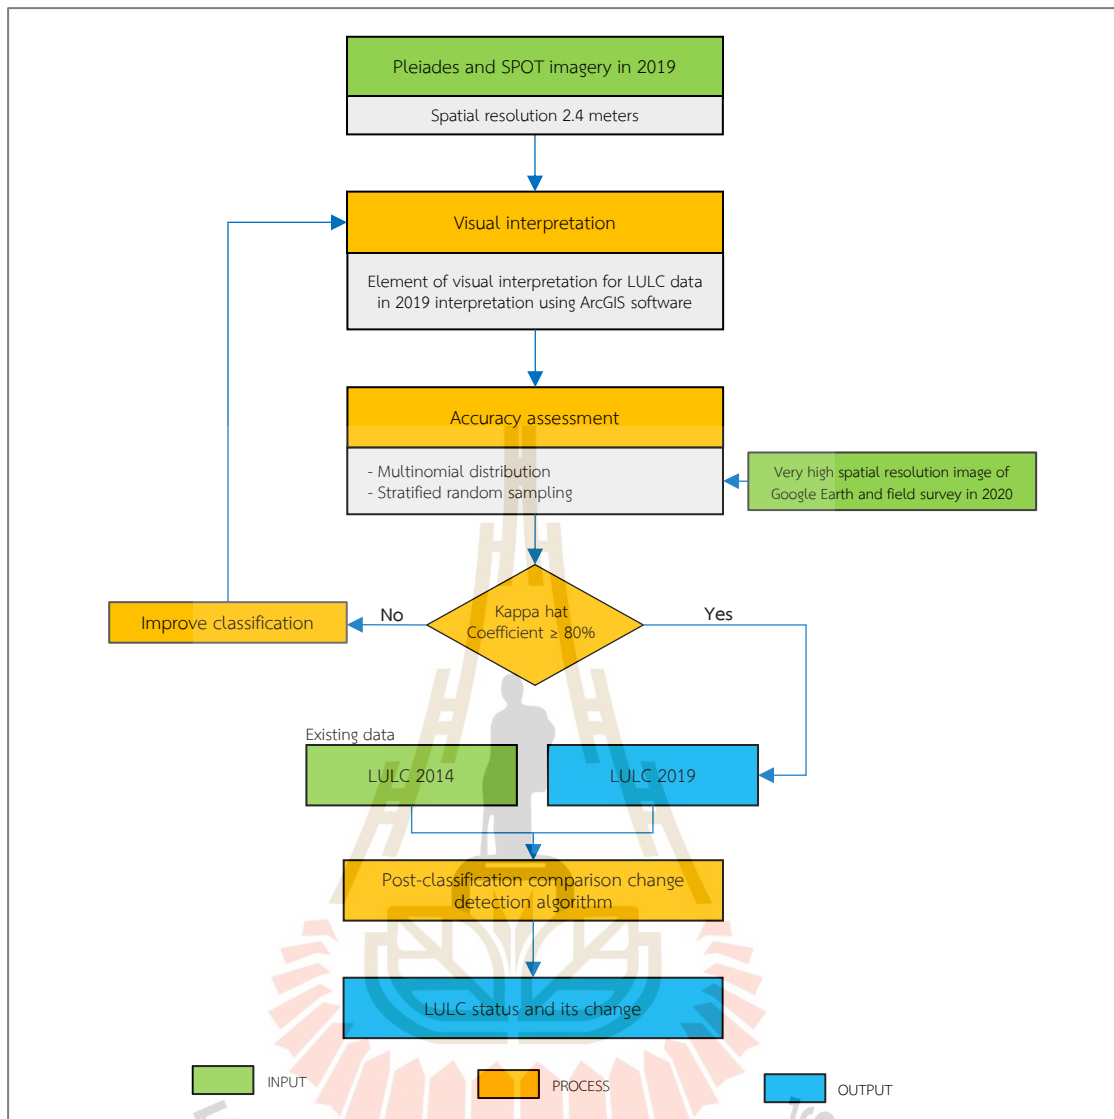 Pleiades and SPOT imagery in 2019
Spatial resolution 2.4 meters
Visual interpretation
Element of visual interpretation for LULC data
in 2019 interpretation using ArcGIS software
Accuracy assessment
- Multinomial distribution
- Stratified random sampling
Very high spatial resolution image of
Google Earth and field survey in 2020
Kappa hat
Coefficient ≥ 80%
No
Yes
Improve classification
Existing data
LULC 2014
LULC 2019
Post-classification comparison change
detection algorithm
LULC status and its change
INPUT
PROCESS
OUTPUT